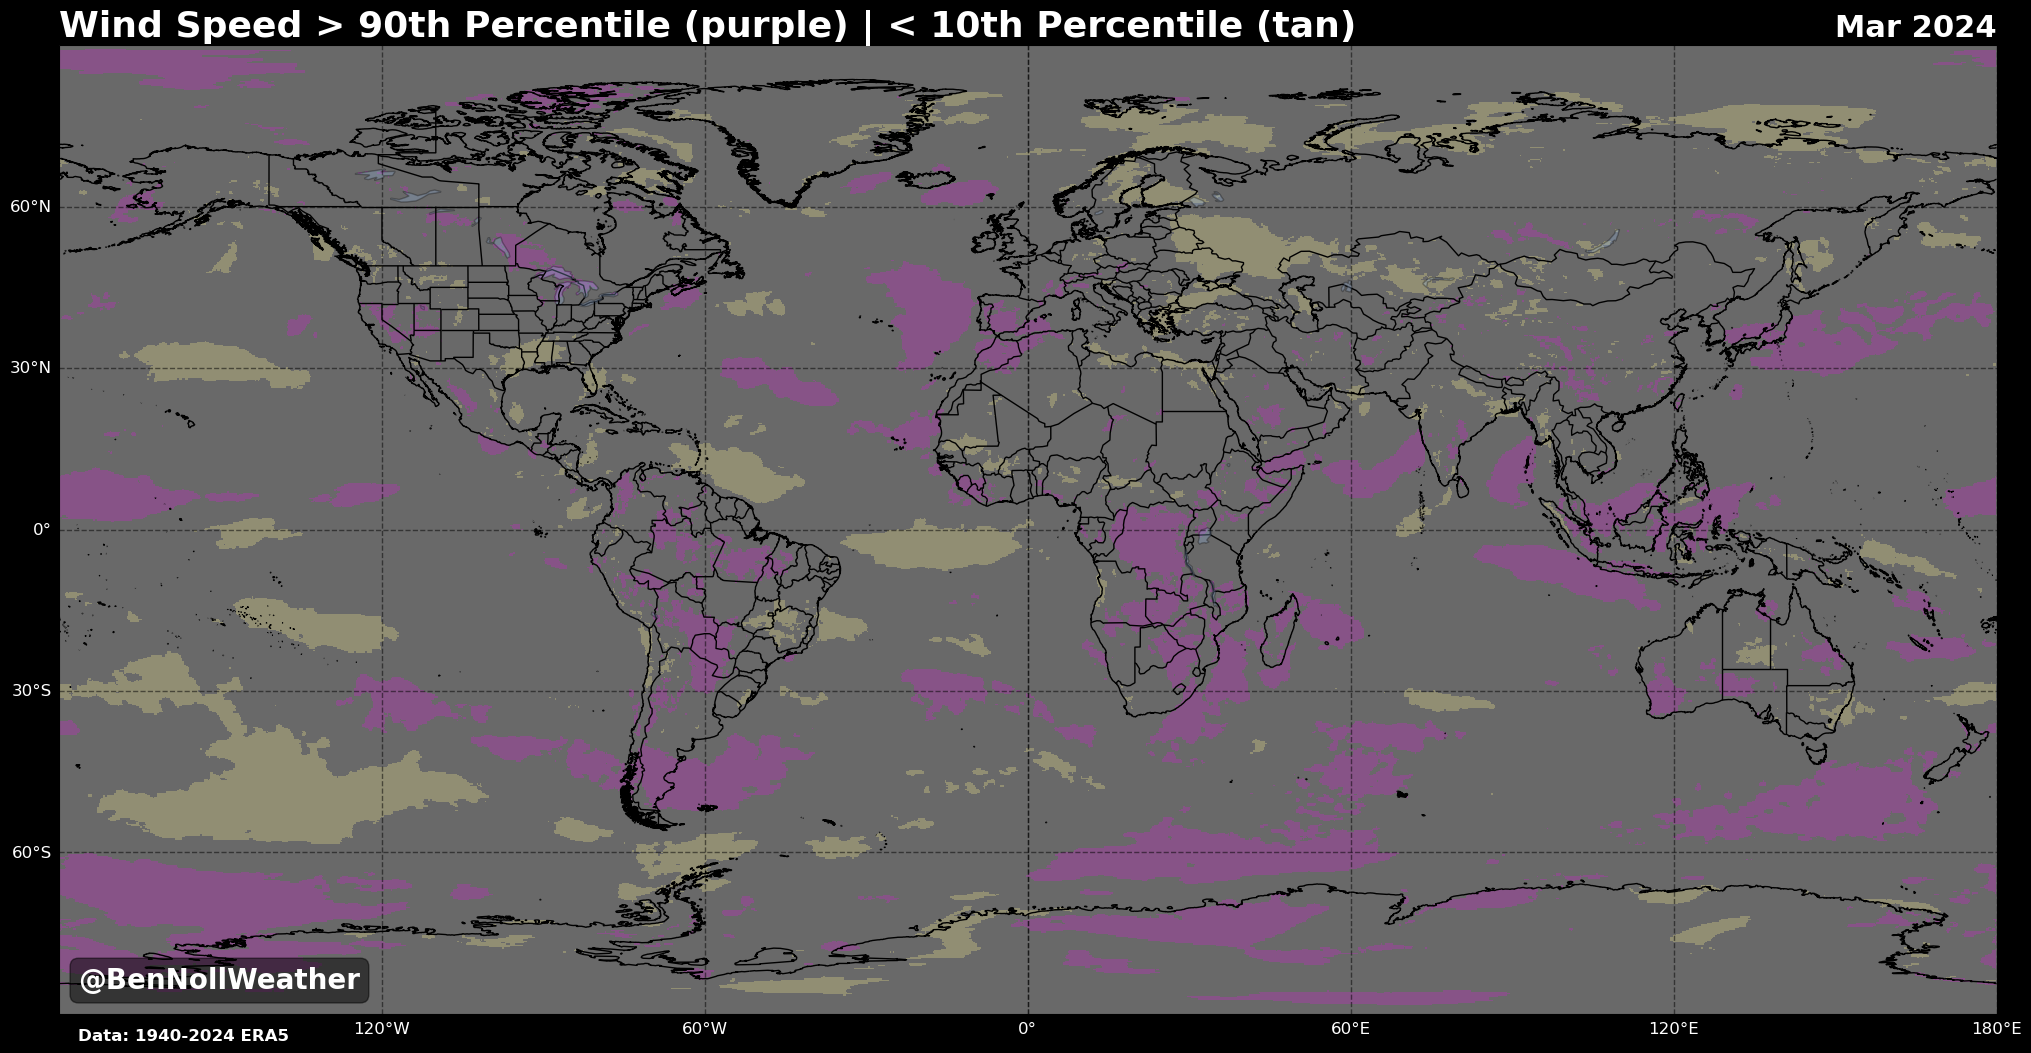 Wind Speed > 90th Percentile (purple) | < 10th Percentile (tan)
Mar 2024
60°N
30°N
0°
30°S
60°S
@BenNollWeather
120°W
60°W
0°
60°E
120°E
180°E
Data: 1940-2024 ERA5